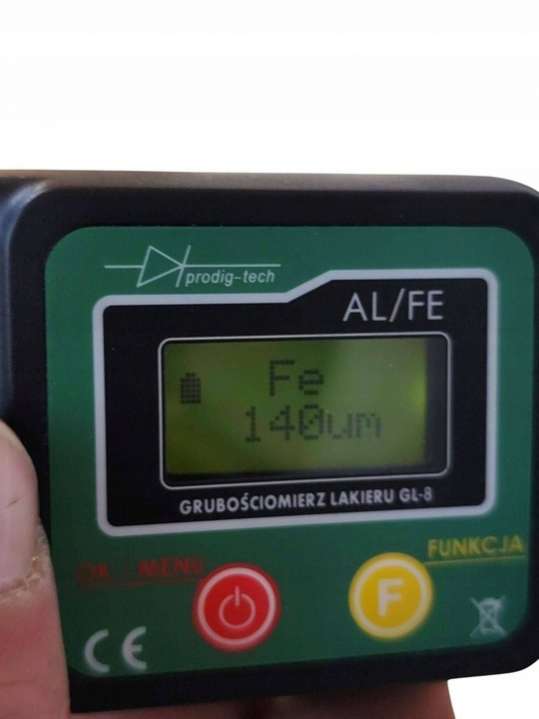 prodig-tech
AL/FE
Fe
140um
GRUBOŚCIOMIERZ LAKIERU GL-8
OK MENU
FUNKCJA
F
CE